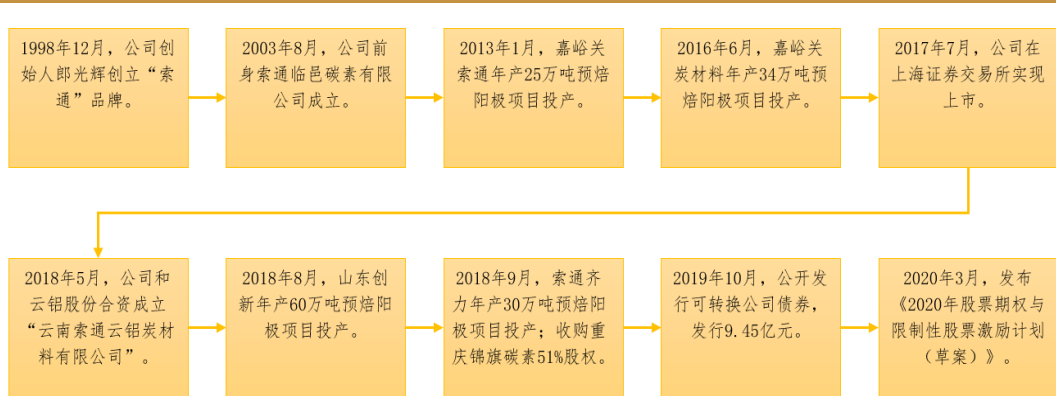 1998年12月，公司创
始人郎光辉创立“索
通”品牌。
2003年8月，公司前
身索通临邑碳素有限
公司成立。
2013年1月，嘉峪关
索通年产25万吨预焙
阳极项目投产。
2016年6月，嘉峪关
炭材料年产34万吨预
焙阳极项目投产。
2017年7月，公司在
上海证券交易所实现
上市。
2018年5月，公司和
云铝股份合资成立
“云南索通云铝炭材
料有限公司”。
2018年8月，山东创
新年产60万吨预焙阳
极项目投产。
2018年9月，索通齐
力年产30万吨预焙阳
极项目投产；收购重
庆锦旗碳素51%股权。
2019年10月，公开发
行可转换公司债券，
发行9.45亿元。
2020年3月，发布
《2020年股票期权与
限制性股票激励计划
（草案）》。